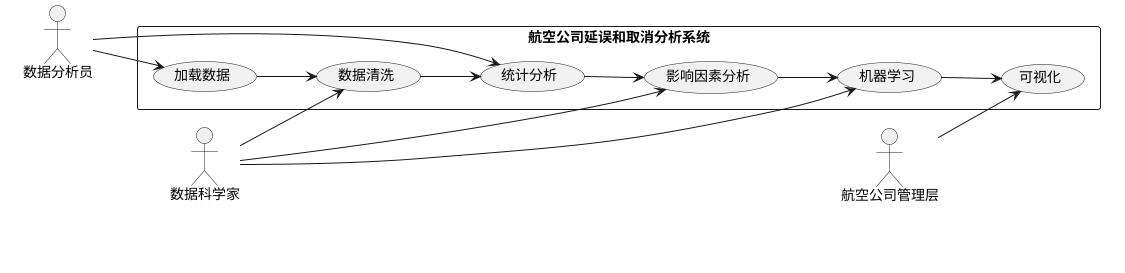 航空公司延误和取消分析系统
数据分析员
加载数据
数据清洗
统计分析
影响因素分析
机器学习
可视化
数据科学家
航空公司管理层